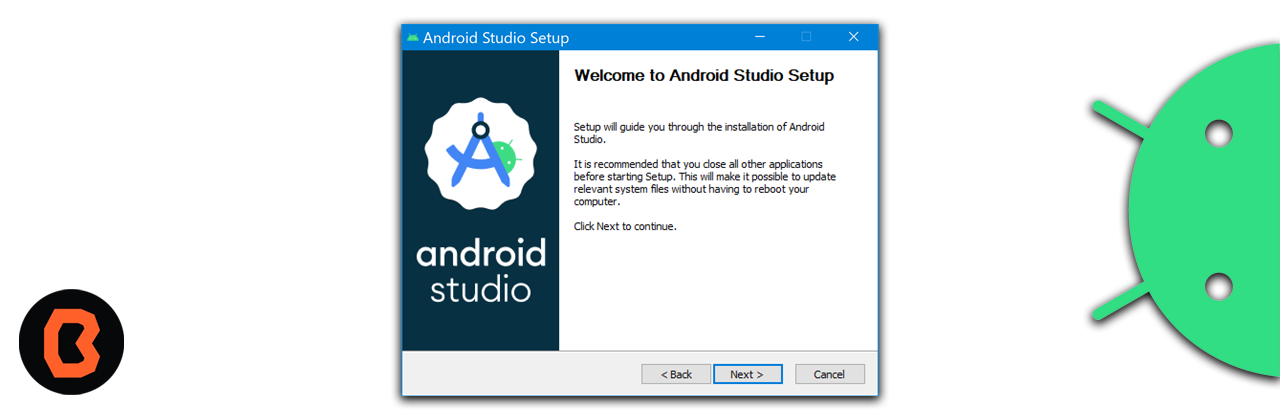 Android Studio Setup
android
studio
Welcome to Android Studio Setup
Setup will guide you through the installation of Android
Studio.
It is recommended that you close all other applications
before starting Setup. This will make it possible to update
relevant system files without having to reboot your
computer.
Click Next to continue.
< Back
Next >
Cancel